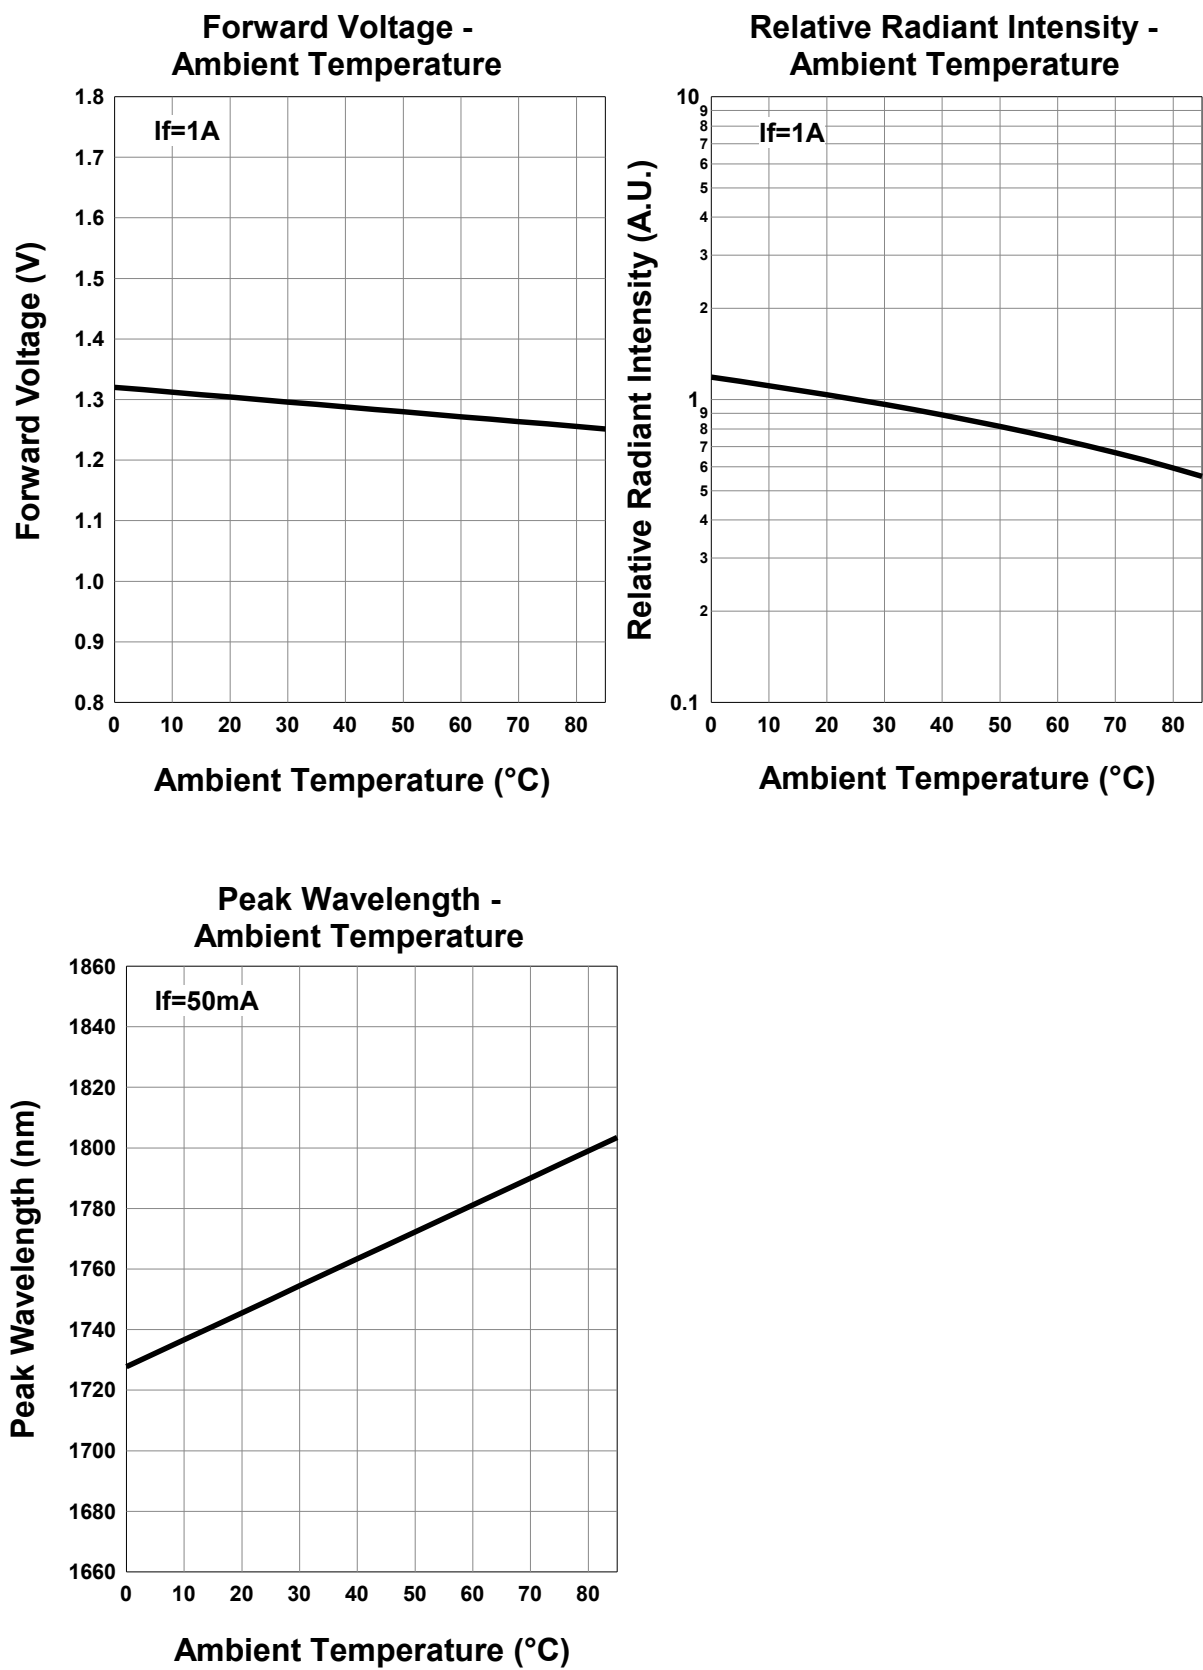 Forward Voltage -
Ambient Temperature
If=1A
Forward Voltage (V)
1.8
1.7
1.6
1.5
1.4
1.3
1.2
1.1
1.0
0.9
0.8
0 10 20 30 40 50 60 70 80
Ambient Temperature (°C)
Relative Radiant Intensity -
Ambient Temperature
If=1A
Relative Radiant Intensity (A.U.)
10
9
8
7
6
5
4
3
2
1
9
8
7
6
5
4
3
2
0.1
0 10 20 30 40 50 60 70 80
Ambient Temperature (°C)
Peak Wavelength -
Ambient Temperature
If=50mA
Peak Wavelength (nm)
1860
1840
1820
1800
1780
1760
1740
1720
1700
1680
1660
0 10 20 30 40 50 60 70 80
Ambient Temperature (°C)